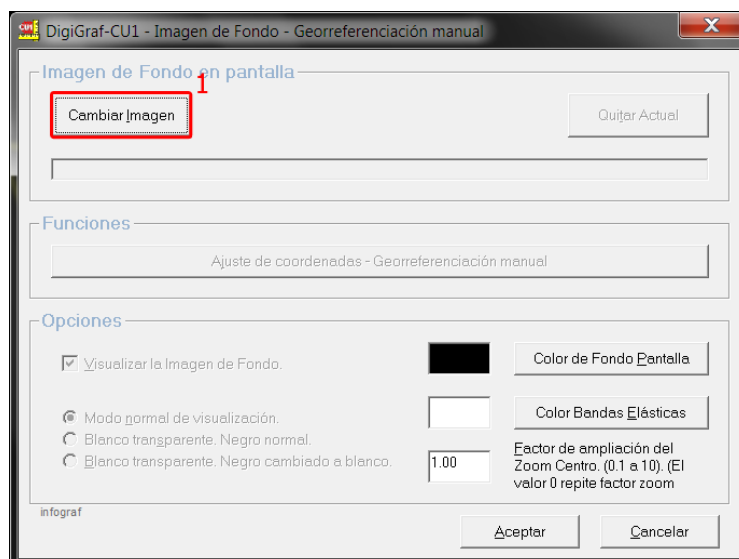 DigiGraf-CU1 - Imagen de Fondo - Georreferenciación manual
Imagen de Fondo en pantalla
1
Cambiar Imagen
Quitar Actual
Funciones
Ajuste de coordenadas - Georreferenciación manual
Opciones
Visualizar la Imagen de Fondo.
Color de Fondo Pantalla
Modo normal de visualización.
Color Bandas Elásticas
Blanco transparente. Negro normal.
Blanco transparente. Negro cambiado a blanco.
1.00
Factor de ampliación del
Zoom Centro. (0.1 a 10). (El
valor 0 repite factor zoom
infograf
Aceptar
Cancelar